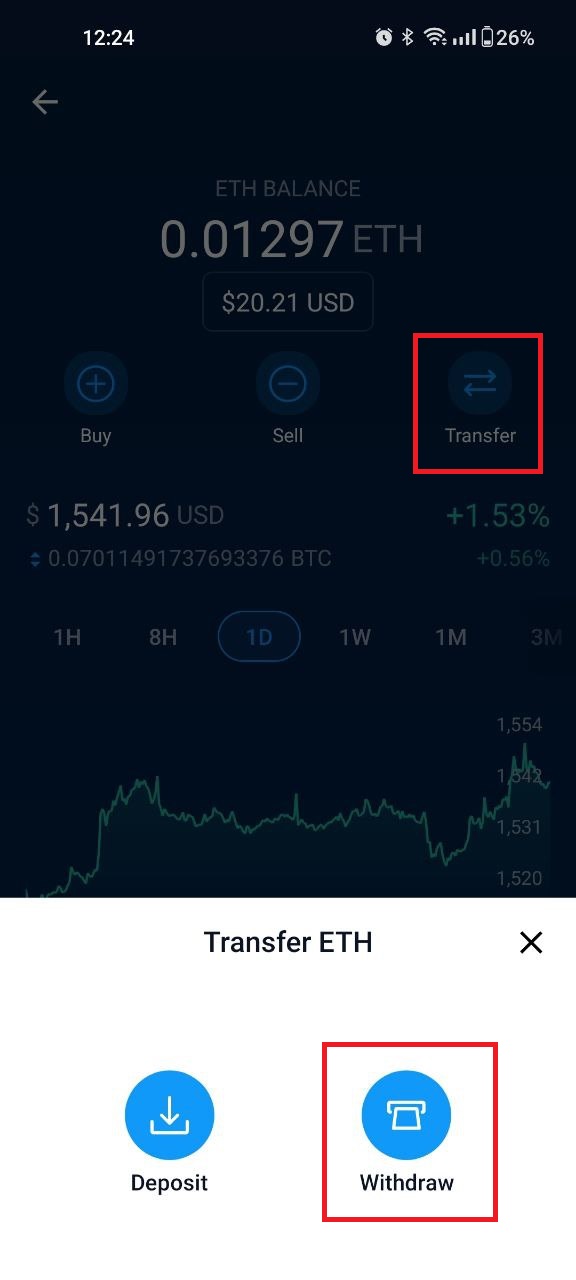 12:24 26%
ETH BALANCE
0.01297 ETH
$20.21 USD
Buy Sell Transfer
$ 1,541.96 USD +1.53%
0.07011491737693376 BTC +0.56%
1H 8H 1D 1W 1M 3M
1,554
1,542
1,531
1,520
Transfer ETH
Deposit Withdraw